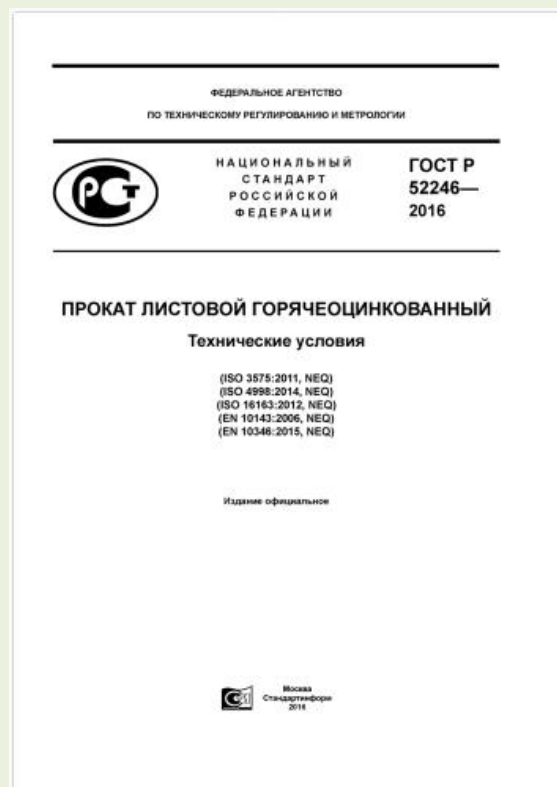 ФЕДЕРАЛЬНОЕ АГЕНТСТВО
ПО ТЕХНИЧЕСКОМУ РЕГУЛИРОВАНИЮ И МЕТРОЛОГИИ
РСТ
НАЦИОНАЛЬНЫЙ
СТАНДАРТ
РОССИЙСКОЙ
ФЕДЕРАЦИИ
ГОСТ Р
52246—
2016
ПРОКАТ ЛИСТОВОЙ ГОРЯЧЕОЦИНКОВАННЫЙ
Технические условия
(ISO 3575:2011, NEQ)
(ISO 4998:2014, NEQ)
(ISO 16163:2012, NEQ)
(EN 10143:2006, NEQ)
(EN 10346:2015, NEQ)
Издание официальное
Москва
Стандартинформ
2016